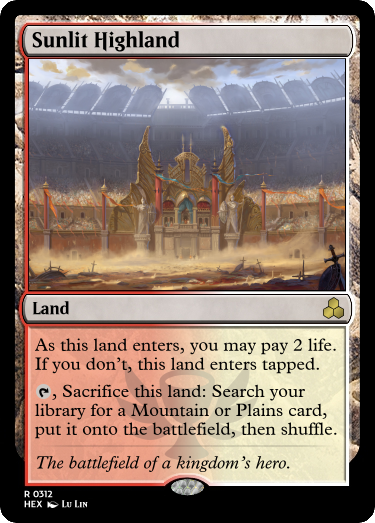 Sunlit Highland
Land
As this land enters, you may pay 2 life.
If you don't, this land enters tapped.
, Sacrifice this land: Search your
library for a Mountain or Plains card,
put it onto the battlefield, then shuffle.
The battlefield of a kingdom's hero.
R 0312
HEX Lu Lin